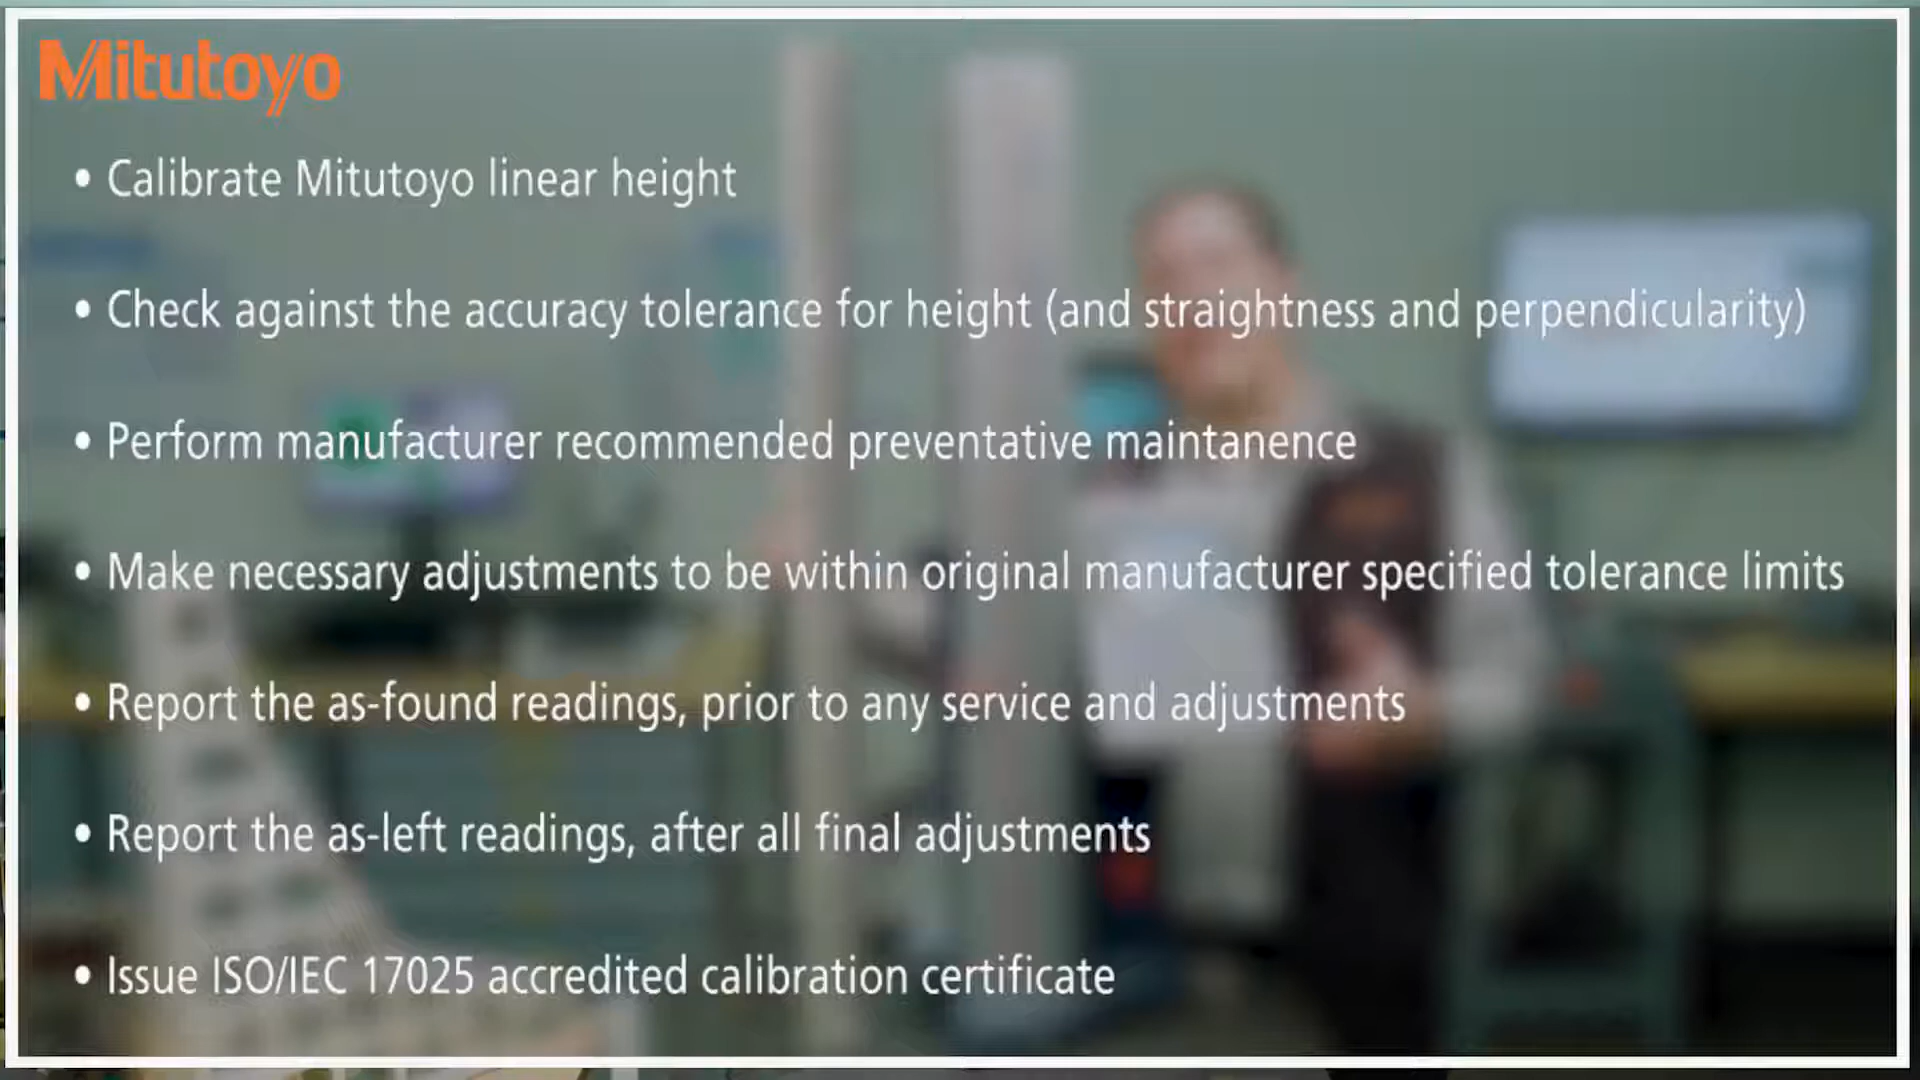 Mitutoyo
• Calibrate Mitutoyo linear height
• Check against the accuracy tolerance for height (and straightness and perpendicularity)
• Perform manufacturer recommended preventative maintanence
• Make necessary adjustments to be within original manufacturer specified tolerance limits
• Report the as-found readings, prior to any service and adjustments
• Report the as-left readings, after all final adjustments
• Issue ISO/IEC 17025 accredited calibration certificate